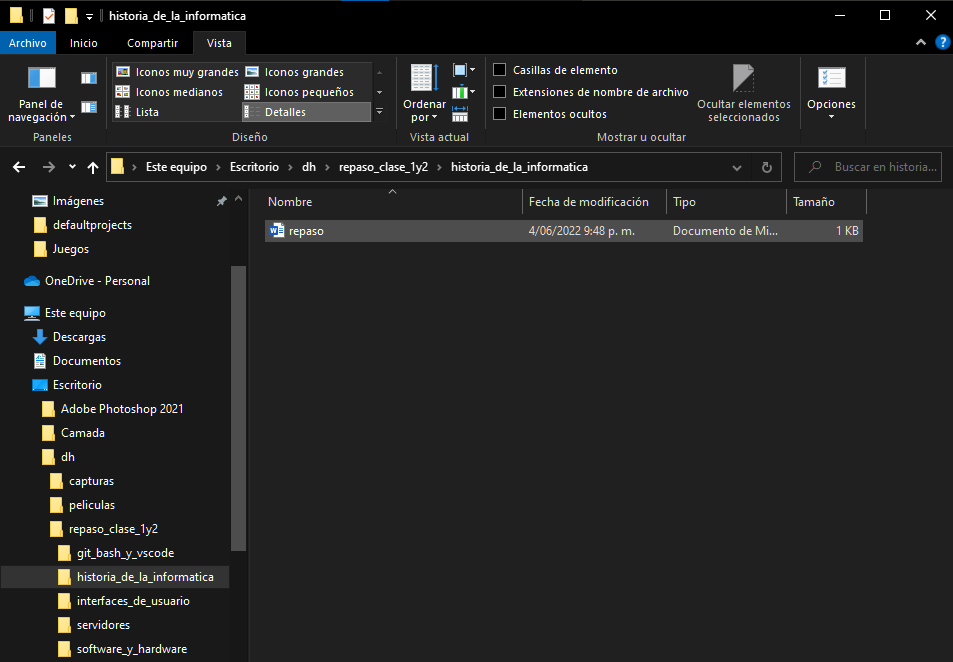 historia_de_la_informatica
Archivo Inicio Compartir Vista
Panel de navegación
Paneles
Iconos muy grandes Iconos grandes
Iconos medianos Iconos pequeños
Lista Detalles
Diseño
Ordenar por
Vista actual
Casillas de elemento
Extensiones de nombre de archivo
Elementos ocultos
Ocultar elementos seleccionados
Mostrar u ocultar
Opciones
Este equipo > Escritorio > dh > repaso_clase_1y2 > historia_de_la_informatica
Buscar en historia...
Imágenes
defaultprojects
Juegos
OneDrive - Personal
Este equipo
Descargas
Documentos
Escritorio
Adobe Photoshop 2021
Camada
dh
capturas
peliculas
repaso_clase_1y2
git_bash_y_vscode
historia_de_la_informatica
interfaces_de_usuario
servidores
software_y_hardware
Nombre Fecha de modificación Tipo Tamaño
repaso 4/06/2022 9:48 p. m. Documento de Mi... 1 KB